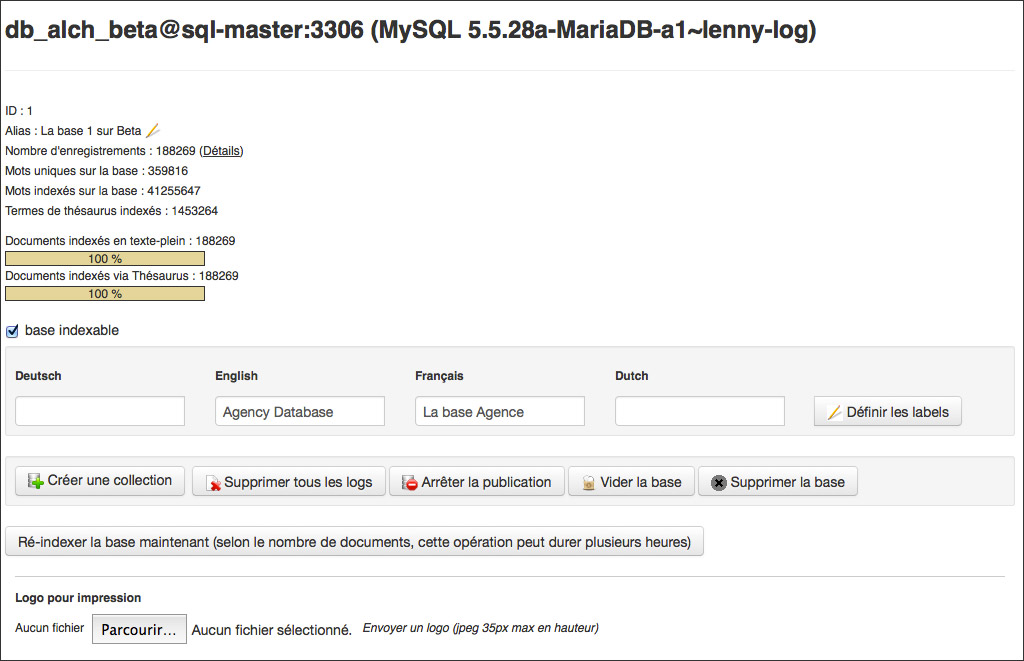 db_alch_beta@sql-master:3306 (MySQL 5.5.28a-MariaDB-a1~lenny-log)
ID : 1
Alias : La base 1 sur Beta
Nombre d'enregistrements : 188269 (Détails)
Mots uniques sur la base : 359816
Mots indexés sur la base : 41255647
Termes de thésaurus indexés : 1453264
Documents indexés en texte-plein : 188269
100 %
Documents indexés via Thésaurus : 188269
100 %
base indexable
Deutsch English Français Dutch
Agency Database La base Agence Définir les labels
Créer une collection Supprimer tous les logs Arrêter la publication Vider la base Supprimer la base
Ré-indexer la base maintenant (selon le nombre de documents, cette opération peut durer plusieurs heures)
Logo pour impression
Aucun fichier Parcourir... Aucun fichier sélectionné. Envoyer un logo (jpeg 35px max en hauteur)